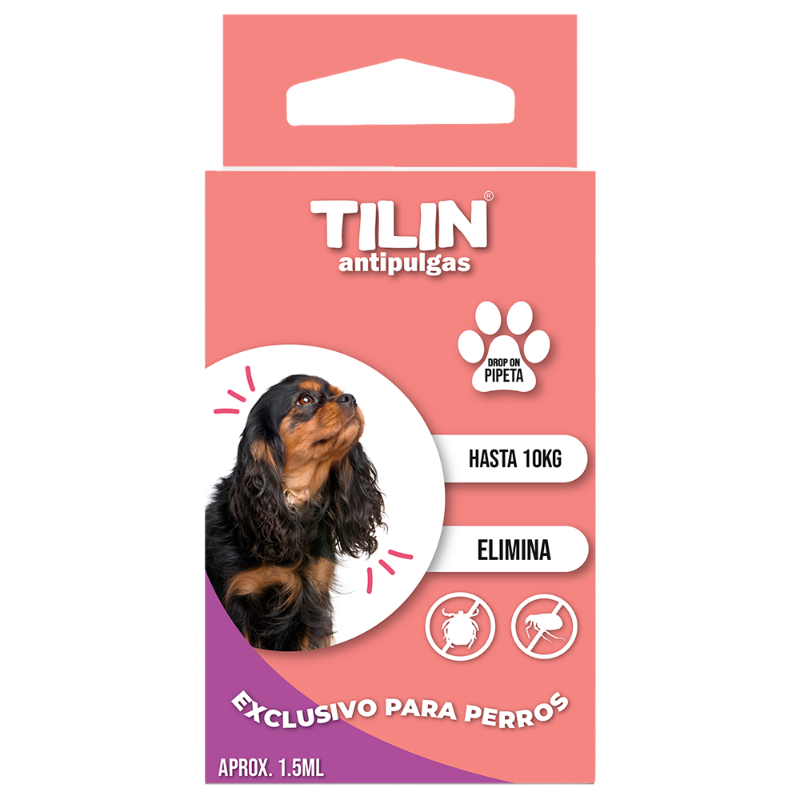 TILIN®
antipulgas
DROP ON
PIPETA
HASTA 10KG
ELIMINA
EXCLUSIVO PARA PERROS
APROX. 1.5ML